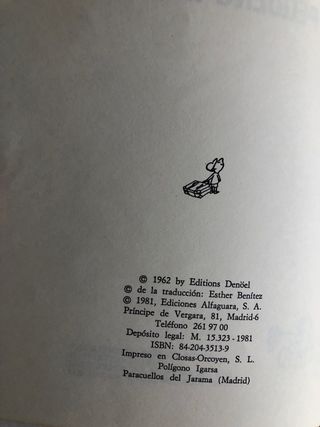 © 1962 by Editions Denöel
© de la traducción: Esther Benítez
© 1981, Ediciones Alfaguara, S. A.
Príncipe de Vergara, 81, Madrid-6
Teléfono 261 97 00
Depósito legal: M. 15.323 - 1981
ISBN: 84-204-3513-9
Impreso en Closas-Orcoyen, S. L.
Polígono Igarsa
Paracuellos del Jarama (Madrid)